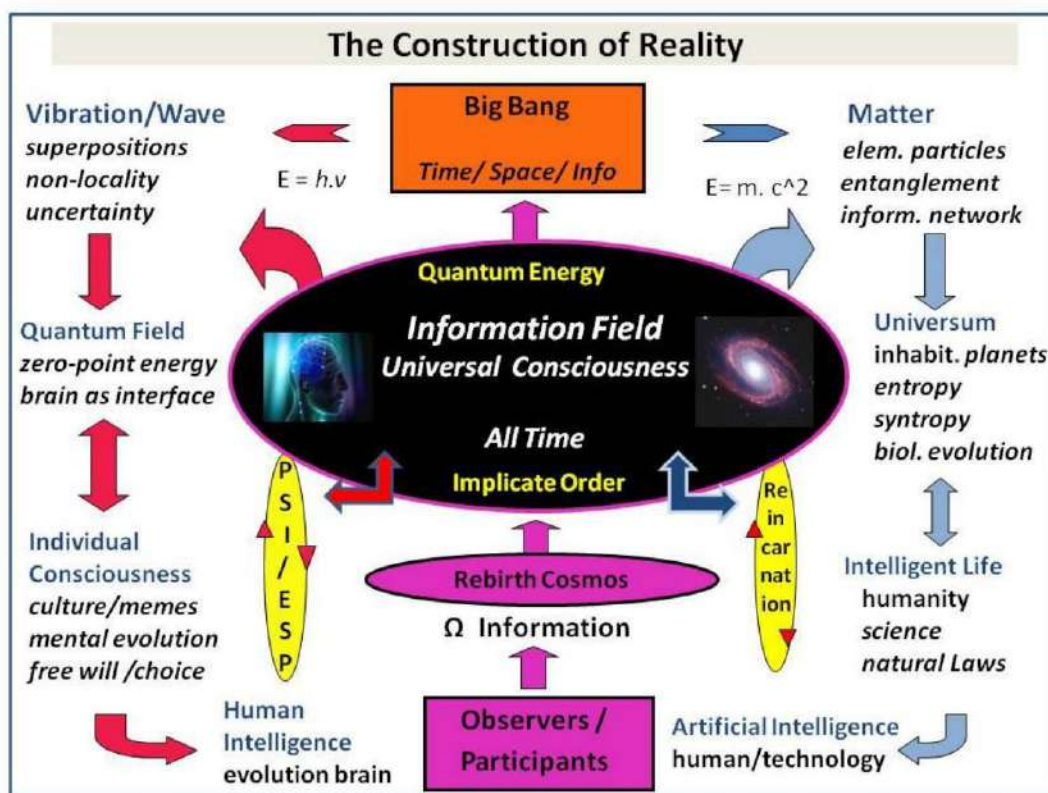 The Construction of Reality
Vibration/Wave
superpositions
non-locality
uncertainty
E = h.v
Big Bang
Time/ Space/ Info
E= m. c^2
Matter
elem. particles
entanglement
inform. network
Quantum Field
zero-point energy
brain as interface
Quantum Energy
Information Field
Universal Consciousness
All Time
Implicate Order
Universum
inhabit. planets
entropy
syntropy
biol. evolution
Individual
Consciousness
culture/memes
mental evolution
free will /choice
P
S
I
/
E
S
P
Rebirth Cosmos
Ω Information
Re
in
car
nat
ion
Intelligent Life
humanity
science
natural Laws
Human
Intelligence
evolution brain
Observers /
Participants
Artificial Intelligence
human/technology